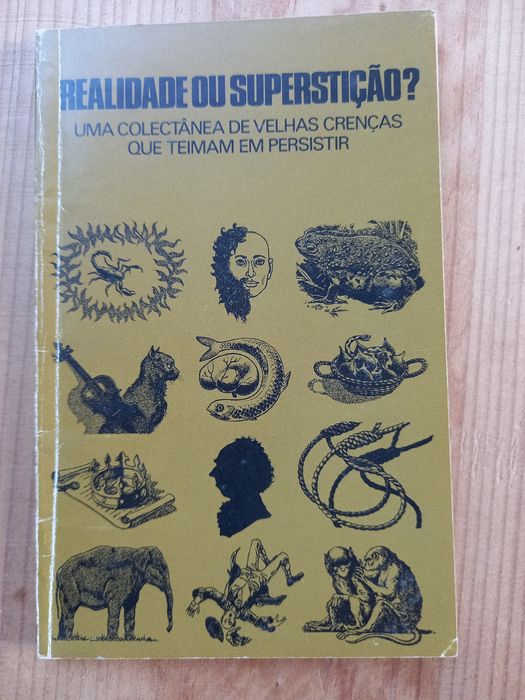 REALIDADE OU SUPERSTIÇÃO?
UMA COLECTÂNEA DE VELHAS CRENÇAS
QUE TEIMAM EM PERSISTIR